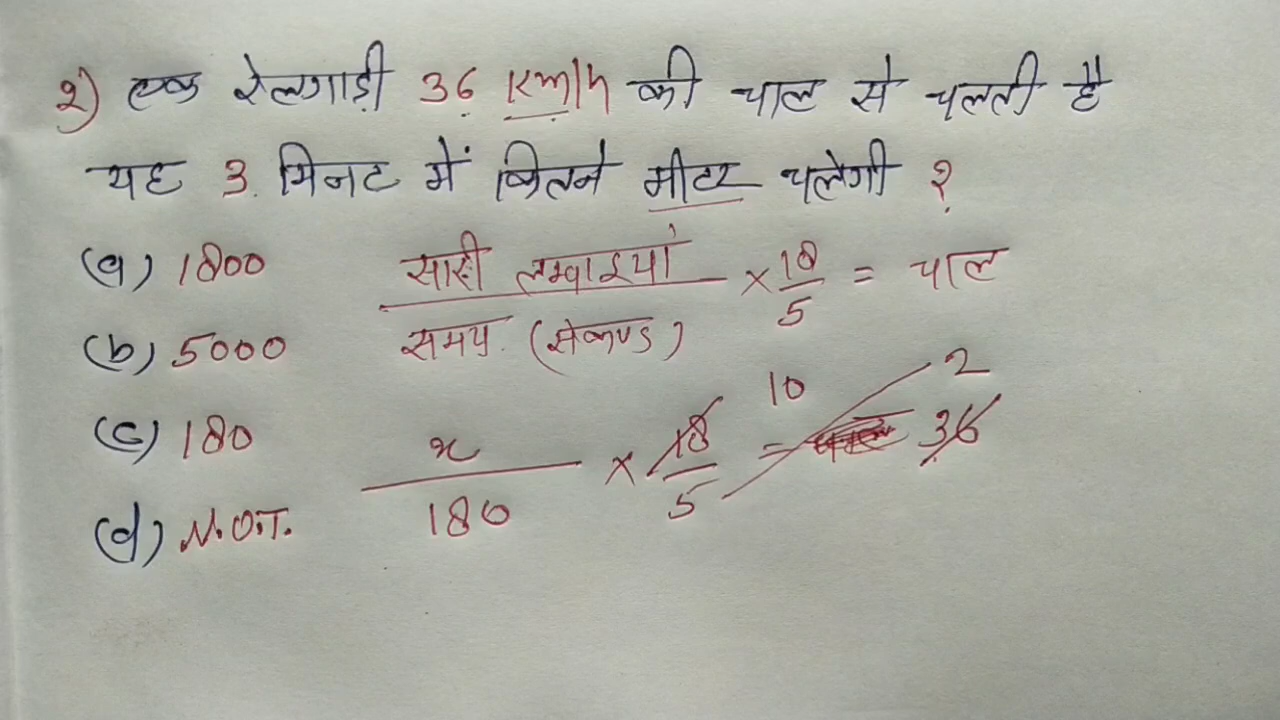 २) एक रेलगाड़ी 36 Km/h की चाल से चलती है
यह 3. मिनट में कितने मीटर चलेगी ?
(a) 1800
(b) 5000
(c) 180
(d) N.O.T.
सारी लम्बाइयां / समय. (सेकण्ड) × 18/5 = चाल
x/180 × 18/5 = 36
10
2